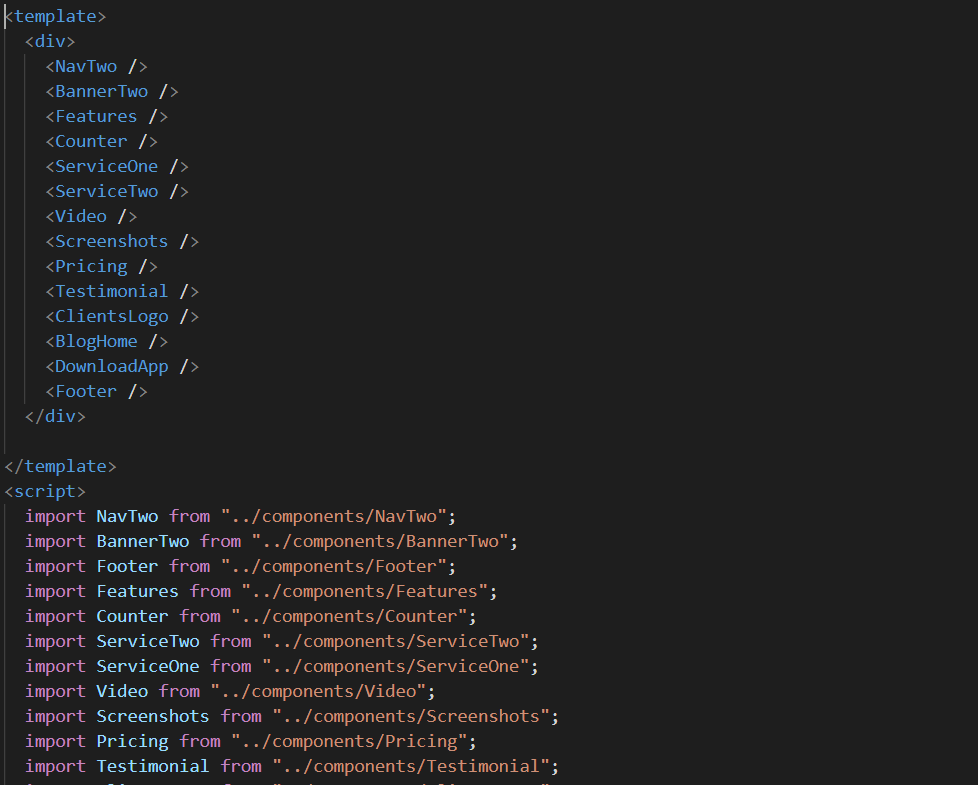 <template>
  <div>
    <NavTwo />
    <BannerTwo />
    <Features />
    <Counter />
    <ServiceOne />
    <ServiceTwo />
    <Video />
    <Screenshots />
    <Pricing />
    <Testimonial />
    <ClientsLogo />
    <BlogHome />
    <DownloadApp />
    <Footer />
  </div>

</template>
<script>
  import NavTwo from "../components/NavTwo";
  import BannerTwo from "../components/BannerTwo";
  import Footer from "../components/Footer";
  import Features from "../components/Features";
  import Counter from "../components/Counter";
  import ServiceTwo from "../components/ServiceTwo";
  import ServiceOne from "../components/ServiceOne";
  import Video from "../components/Video";
  import Screenshots from "../components/Screenshots";
  import Pricing from "../components/Pricing";
  import Testimonial from "../components/Testimonial";